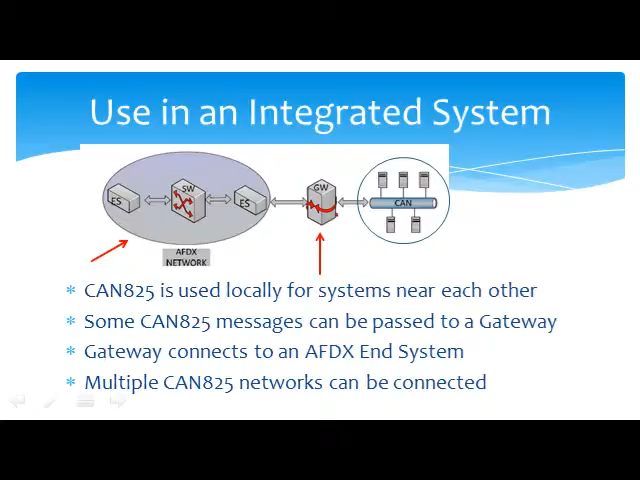 Use in an Integrated System
ES
SW
ES
GW
CAN
AFDX
NETWORK
* CAN825 is used locally for systems near each other
* Some CAN825 messages can be passed to a Gateway
* Gateway connects to an AFDX End System
* Multiple CAN825 networks can be connected